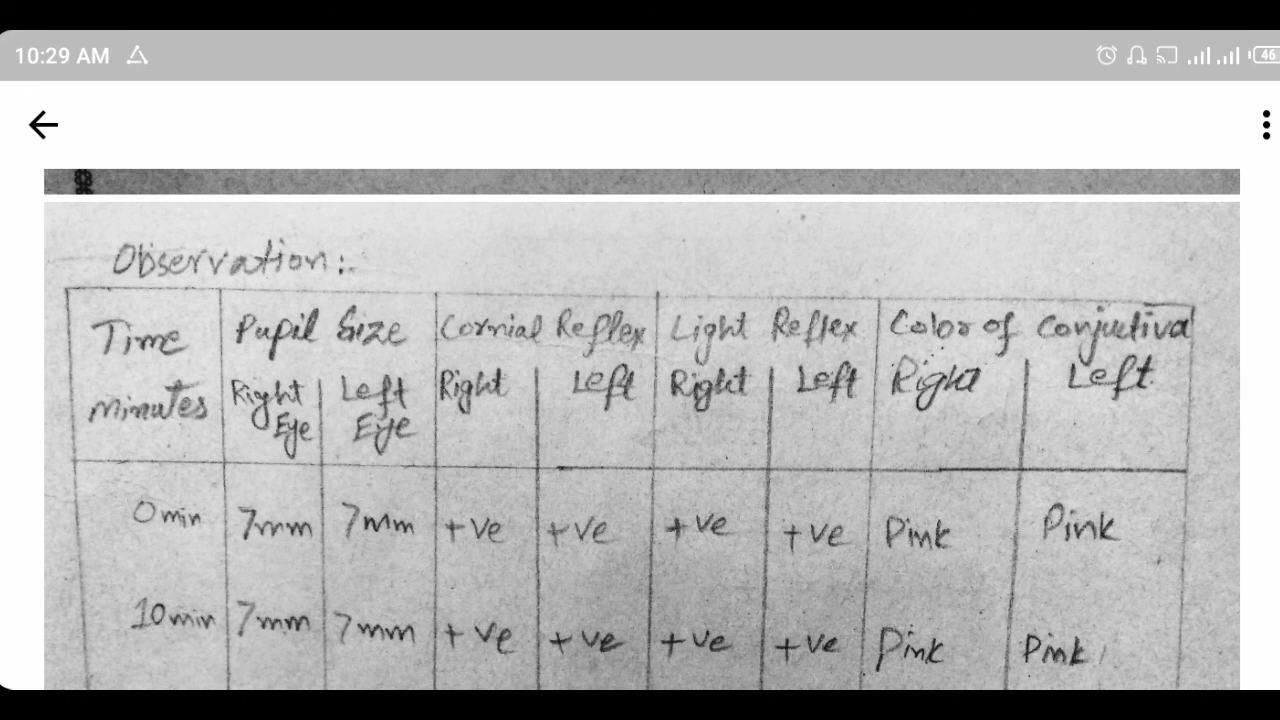 10:29 AM
46
Observation:.
Time minutes | Pupil Size | Cornial Reflex | Light Reflex | Color of Conjuctiva
Right Eye | Left Eye | Right | Left | Right | Left | Right | Left
0 min | 7mm | 7mm | +ve | +ve | +ve | +ve | Pink | Pink
10 min | 7mm | 7mm | +ve | +ve | +ve | +ve | Pink | Pink